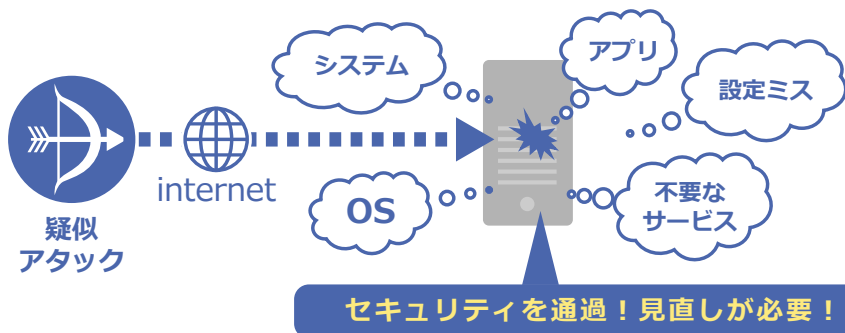 システム
アプリ
設定ミス
internet
OS
不要な
サービス
疑似
アタック
セキュリティを通過！見直しが必要！